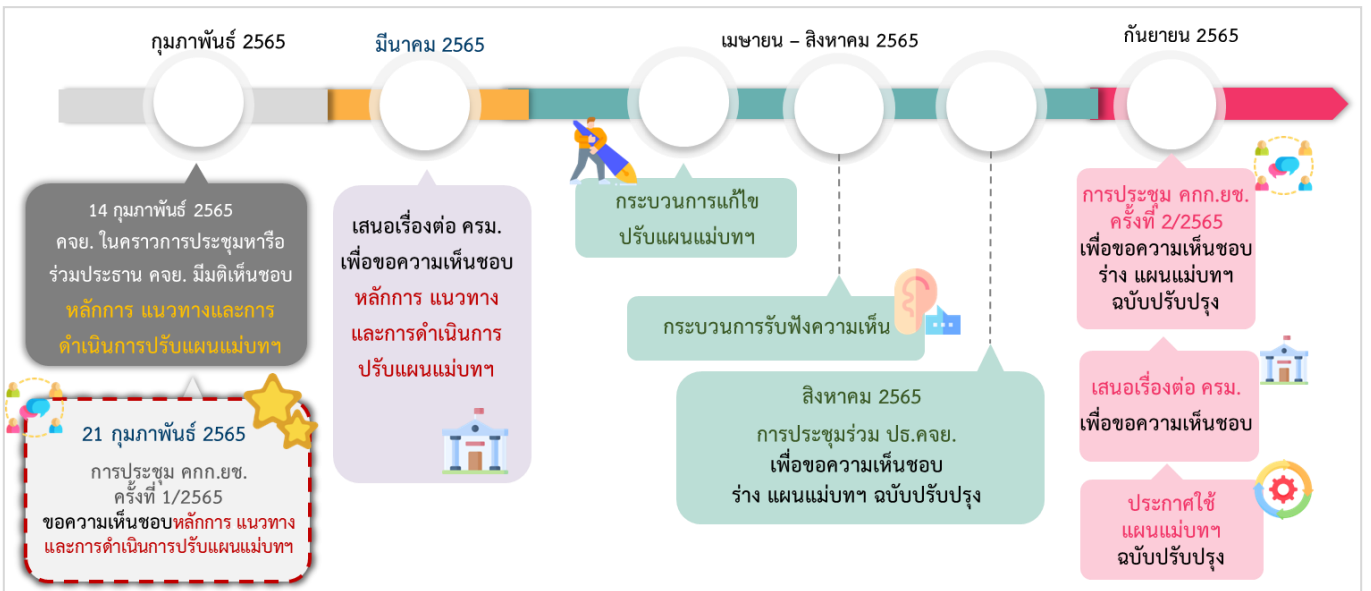 กุมภาพันธ์ 2565
มีนาคม 2565
เมษายน – สิงหาคม 2565
กันยายน 2565
14 กุมภาพันธ์ 2565
คจย. ในคราวการประชุมหารือ
ร่วมประธาน คจย. มีมติเห็นชอบ
หลักการ แนวทางและการ
ดำเนินการปรับแผนแม่บทฯ
21 กุมภาพันธ์ 2565
การประชุม คกก.ยช.
ครั้งที่ 1/2565
ขอความเห็นชอบหลักการ แนวทาง
และการดำเนินการปรับแผนแม่บทฯ
เสนอเรื่องต่อ ครม.
เพื่อขอความเห็นชอบ
หลักการ แนวทาง
และการดำเนินการ
ปรับแผนแม่บทฯ
กระบวนการแก้ไข
ปรับแผนแม่บทฯ
กระบวนการรับฟังความเห็น
สิงหาคม 2565
การประชุมร่วม ปธ.คจย.
เพื่อขอความเห็นชอบ
ร่าง แผนแม่บทฯ ฉบับปรับปรุง
การประชุม คกก.ยช.
ครั้งที่ 2/2565
เพื่อขอความเห็นชอบ
ร่าง แผนแม่บทฯ
ฉบับปรับปรุง
เสนอเรื่องต่อ ครม.
เพื่อขอความเห็นชอบ
ประกาศใช้
แผนแม่บทฯ
ฉบับปรับปรุง